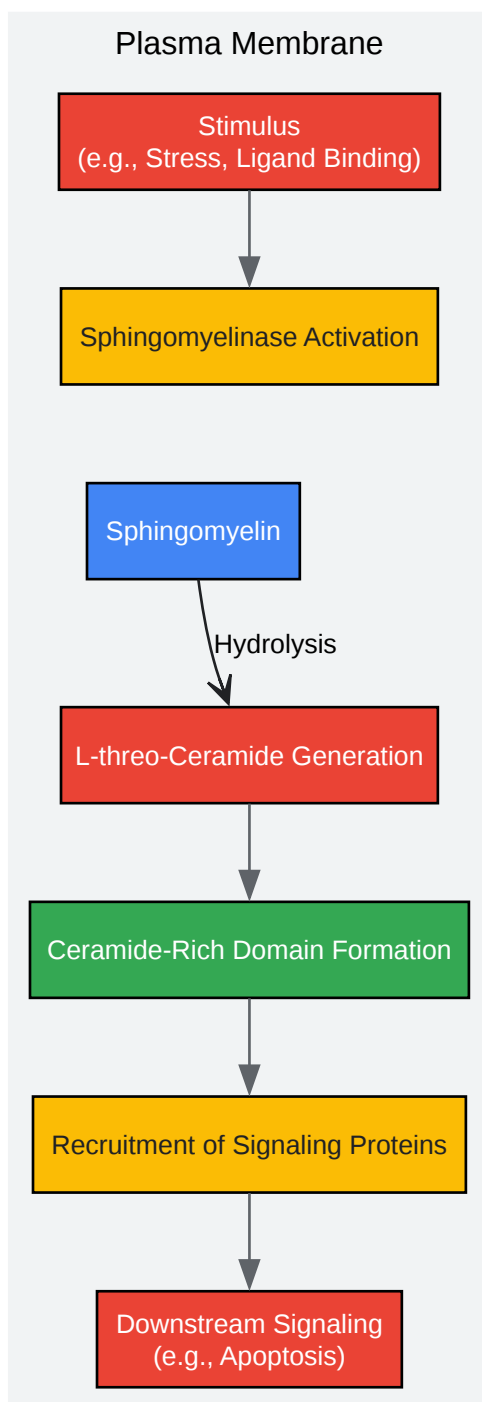 Plasma Membrane
Stimulus
(e.g., Stress, Ligand Binding)
Sphingomyelinase Activation
Sphingomyelin
Hydrolysis
L-threo-Ceramide Generation
Ceramide-Rich Domain Formation
Recruitment of Signaling Proteins
Downstream Signaling
(e.g., Apoptosis)